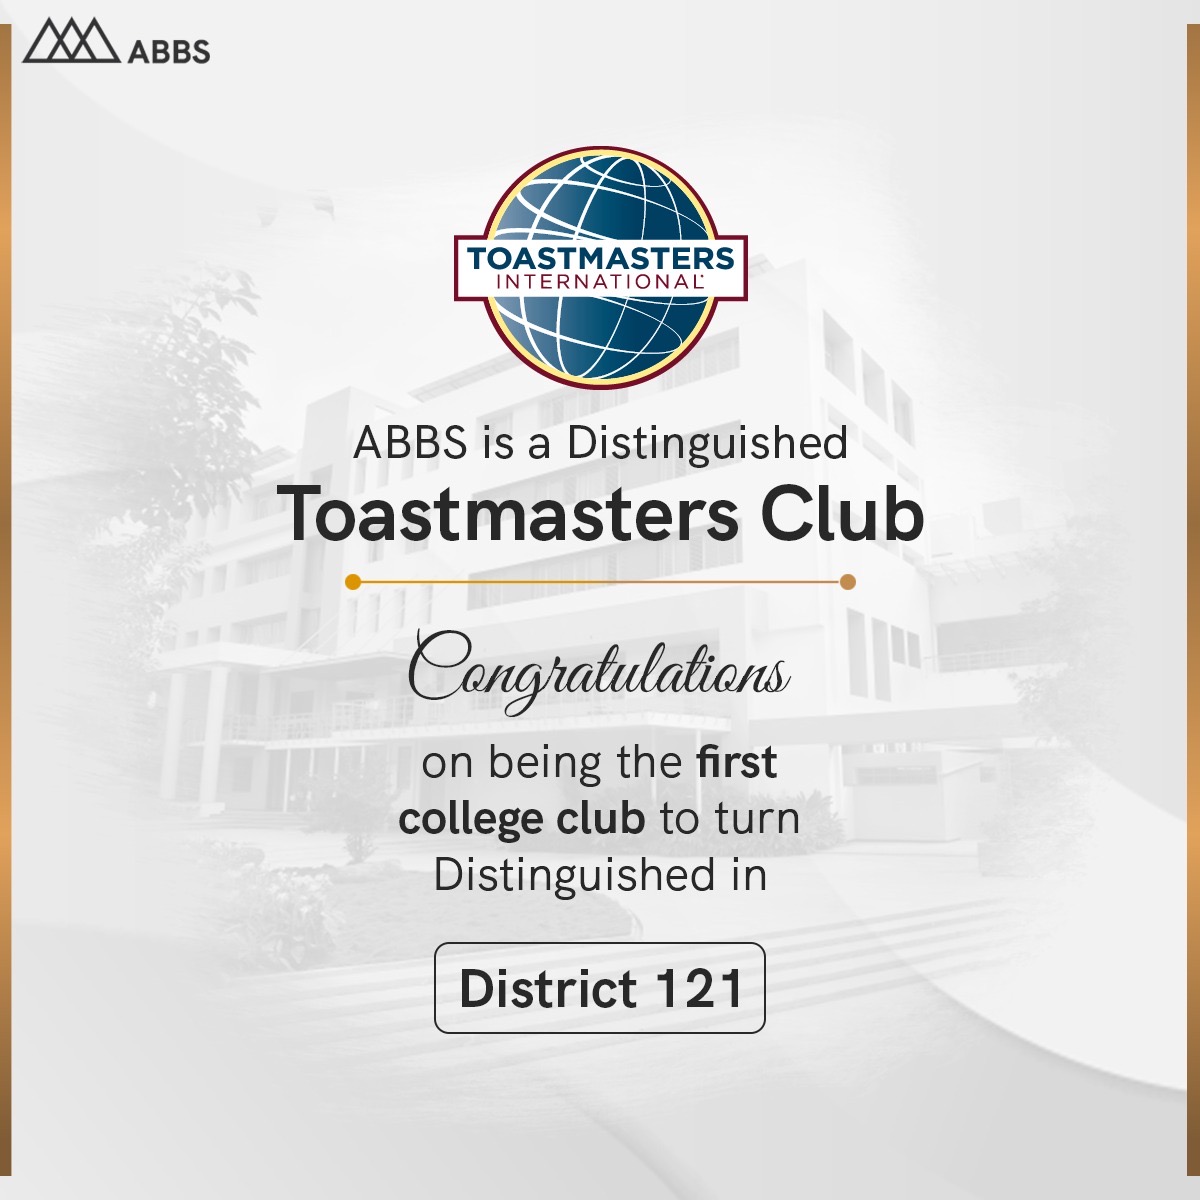 ABBS
TOASTMASTERS
INTERNATIONAL
ABBS is a Distinguished
Toastmasters Club
Congratulations
on being the first
college club to turn
Distinguished in
District 121